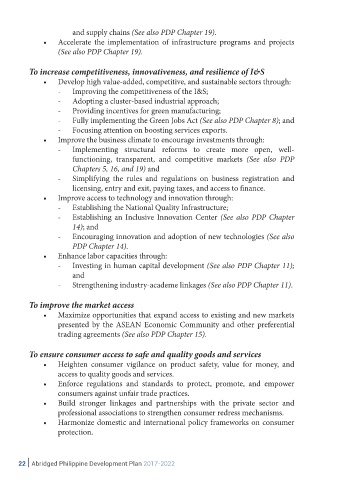 and supply chains (See also PDP Chapter 19).
• Accelerate the implementation of infrastructure programs and projects
(See also PDP Chapter 19).
To increase competitiveness, innovativeness, and resilience of I&S
• Develop high value-added, competitive, and sustainable sectors through:
- Improving the competitiveness of the I&S;
- Adopting a cluster-based industrial approach;
- Providing incentives for green manufacturing;
- Fully implementing the Green Jobs Act (See also PDP Chapter 8); and
- Focusing attention on boosting services exports.
• Improve the business climate to encourage investments through:
- Implementing structural reforms to create more open, well-
functioning, transparent, and competitive markets (See also PDP
Chapters 5, 16, and 19) and
- Simplifying the rules and regulations on business registration and
licensing, entry and exit, paying taxes, and access to finance.
• Improve access to technology and innovation through:
- Establishing the National Quality Infrastructure;
- Establishing an Inclusive Innovation Center (See also PDP Chapter
14); and
- Encouraging innovation and adoption of new technologies (See also
PDP Chapter 14).
• Enhance labor capacities through:
- Investing in human capital development (See also PDP Chapter 11);
and
- Strengthening industry-academe linkages (See also PDP Chapter 11).
To improve the market access
• Maximize opportunities that expand access to existing and new markets
presented by the ASEAN Economic Community and other preferential
trading agreements (See also PDP Chapter 15).
To ensure consumer access to safe and quality goods and services
• Heighten consumer vigilance on product safety, value for money, and
access to quality goods and services.
• Enforce regulations and standards to protect, promote, and empower
consumers against unfair trade practices.
• Build stronger linkages and partnerships with the private sector and
professional associations to strengthen consumer redress mechanisms.
• Harmonize domestic and international policy frameworks on consumer
protection.
22 | Abridged Philippine Development Plan 2017-2022